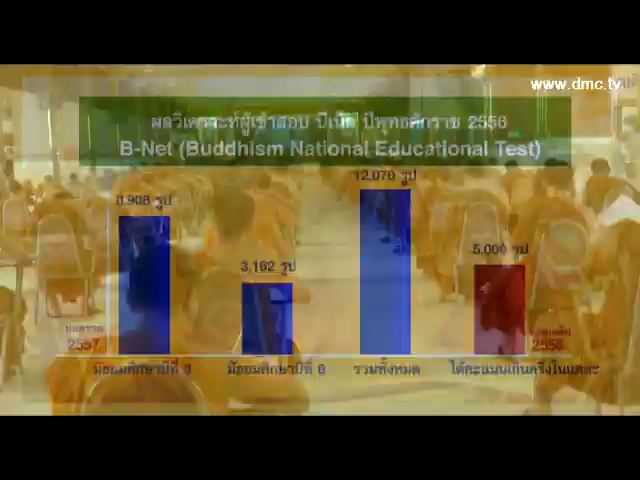 www.dmc.tv
ผลวิเคราะห์ผู้เข้าสอบ บีเน็ต ปีพุทธศักราช 2556
B-Net (Buddhism National Educational Test)
12,070 รูป
8,908 รูป
3,162 รูป
5,000 รูป
2557
2556
มัธยมศึกษาปีที่ 3
มัธยมศึกษาปีที่ 6
รวมทั้งหมด
ได้คะแนนเกินครึ่งในแต่ละ